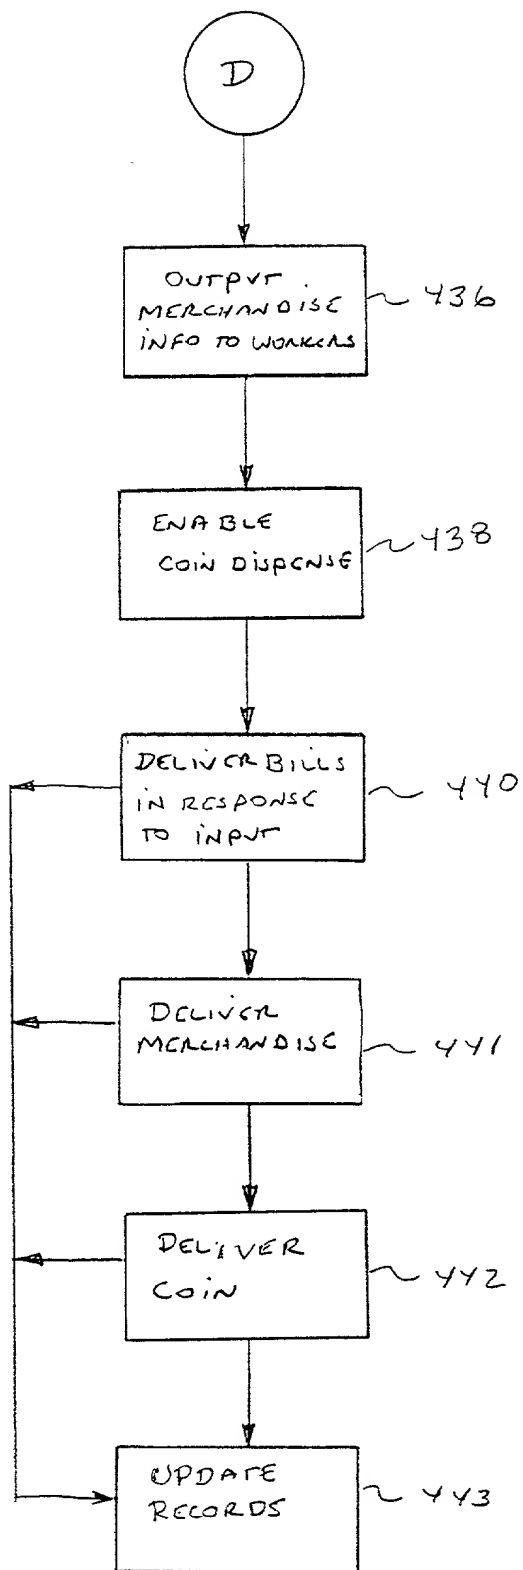 D
OUTPUT
MERCHANDISE
INFO TO WORKERS
436
ENABLE
COIN DISPENSE
438
DELIVER BILLS
IN RESPONSE
TO INPUT
440
DELIVER
MERCHANDISE
441
DELIVER
COIN
442
UPDATE
RECORDS
443